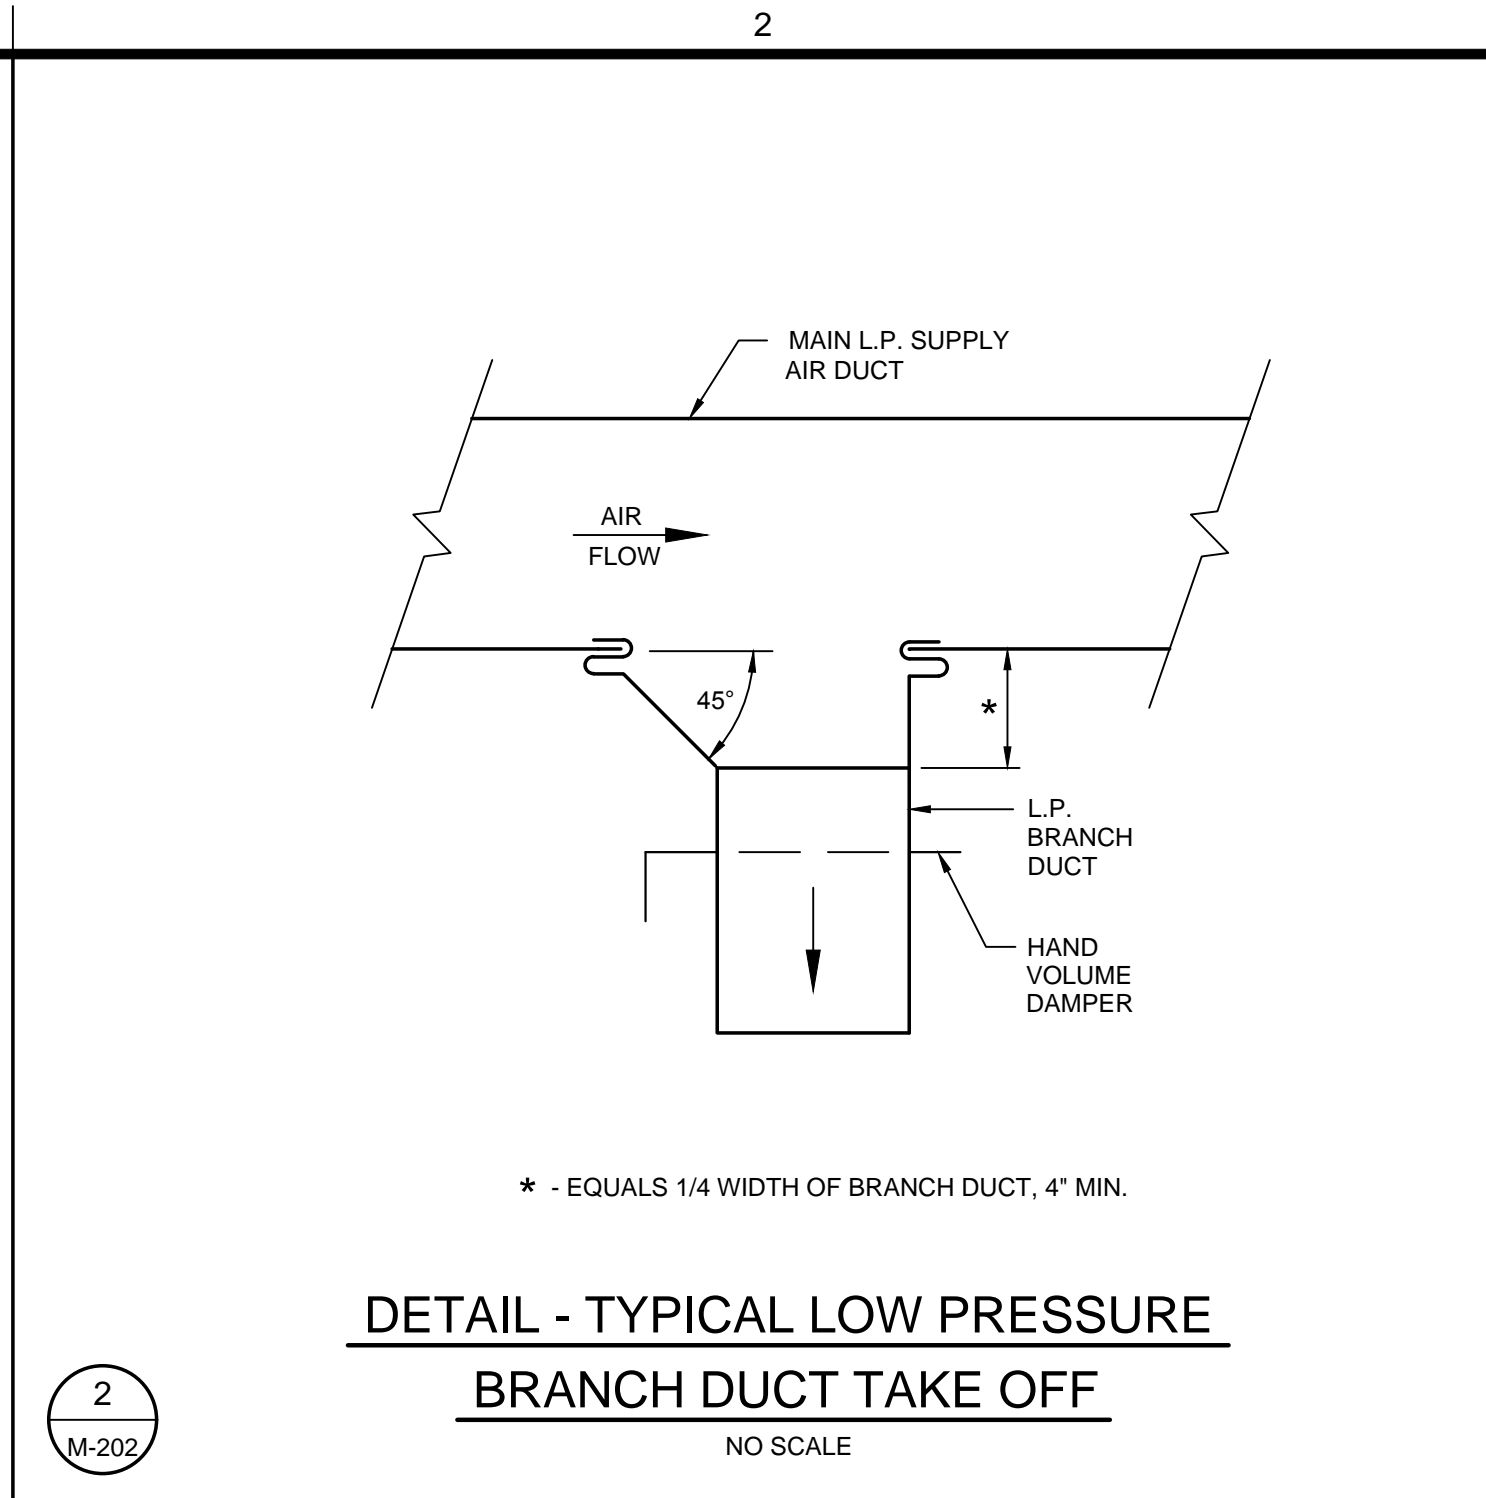 2
MAIN L.P. SUPPLY
AIR DUCT
AIR
FLOW
45°
*
L.P.
BRANCH
DUCT
HAND
VOLUME
DAMPER
* - EQUALS 1/4 WIDTH OF BRANCH DUCT, 4" MIN.
DETAIL - TYPICAL LOW PRESSURE
BRANCH DUCT TAKE OFF
NO SCALE
2
M-202